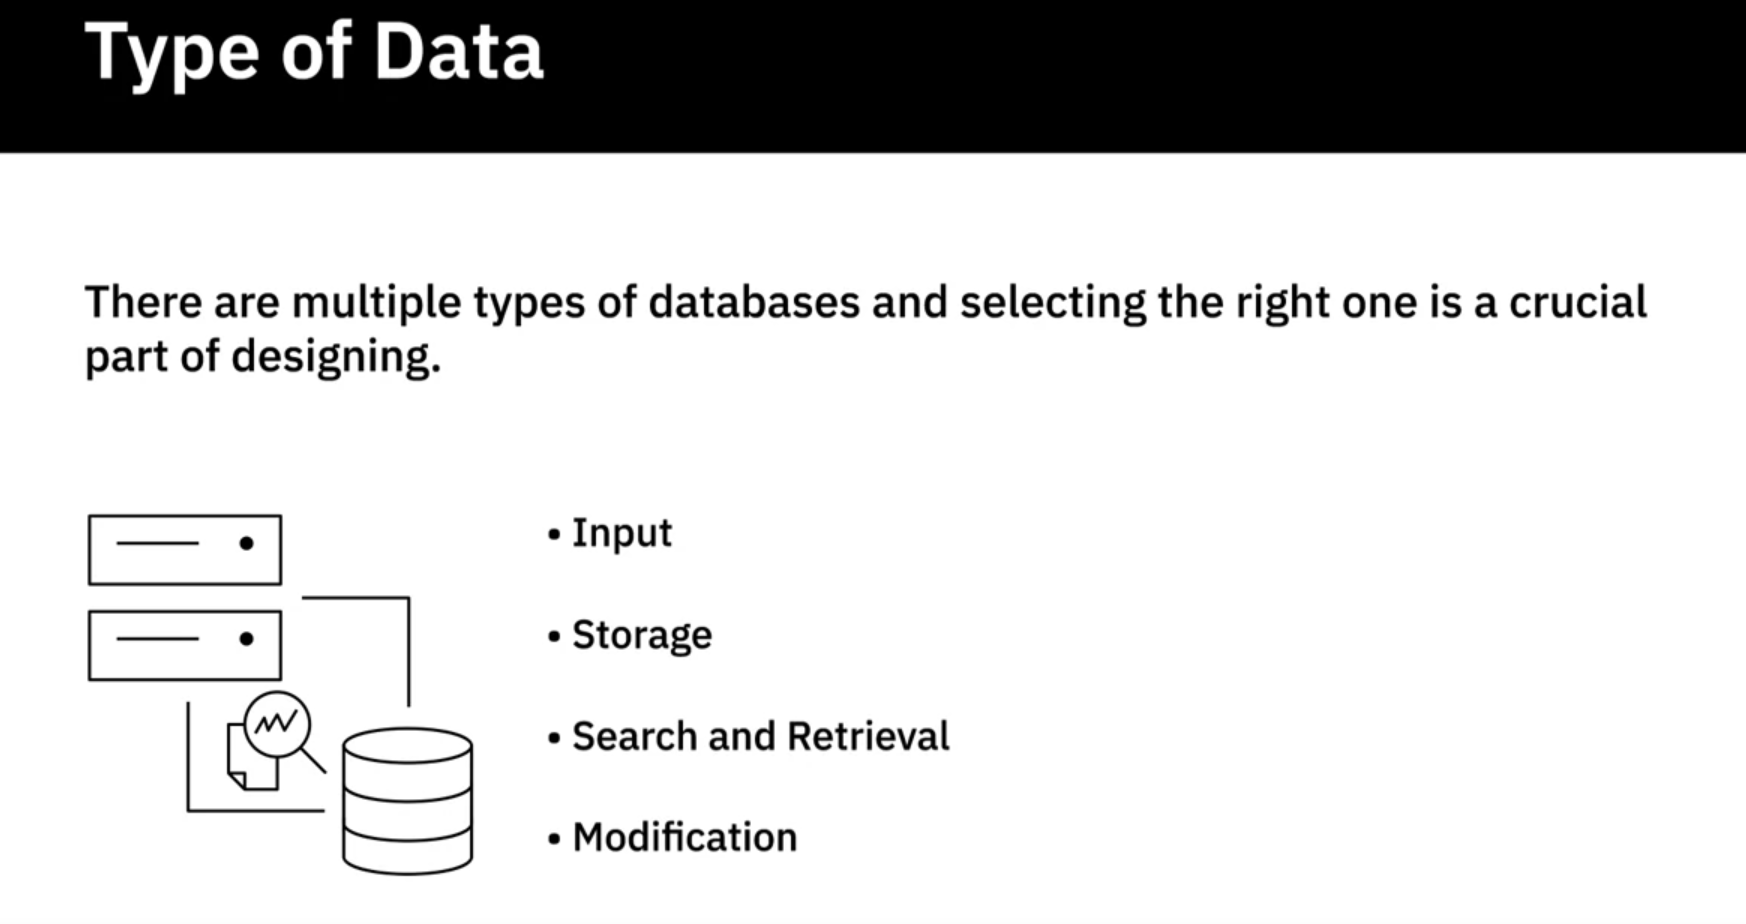 Type of Data
There are multiple types of databases and selecting the right one is a crucial
part of designing.
• Input
• Storage
• Search and Retrieval
• Modification